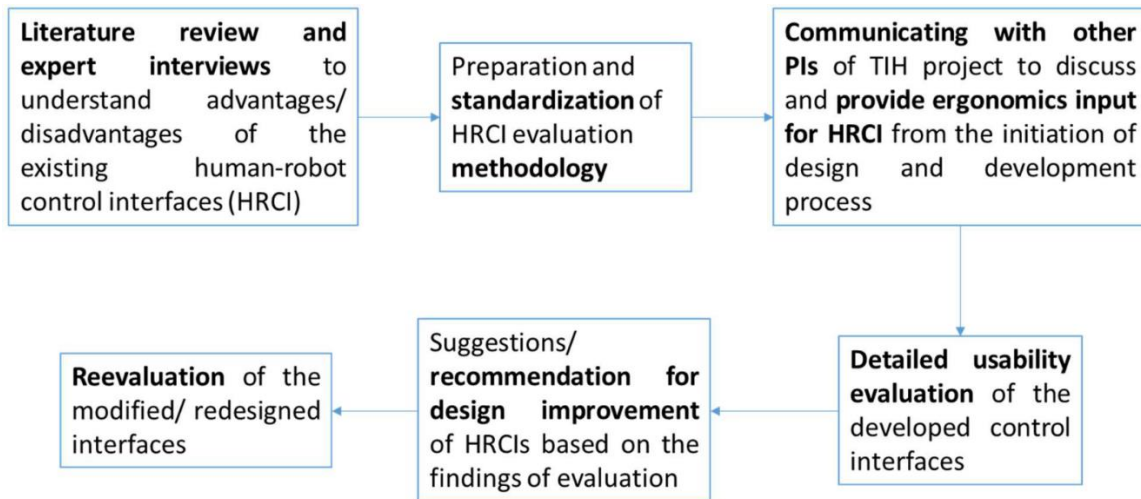 Literature review and
expert interviews to
understand advantages/
disadvantages of the
existing human-robot
control interfaces (HRCI)
Preparation and
standardization of
HRCI evaluation
methodology
Communicating with other
PIs of TIH project to discuss
and provide ergonomics input
for HRCI from the initiation of
design and development
process
Detailed usability
evaluation of the
developed control
interfaces
Suggestions/
recommendation for
design improvement
of HRCIs based on the
findings of evaluation
Reevaluation of the
modified/ redesigned
interfaces